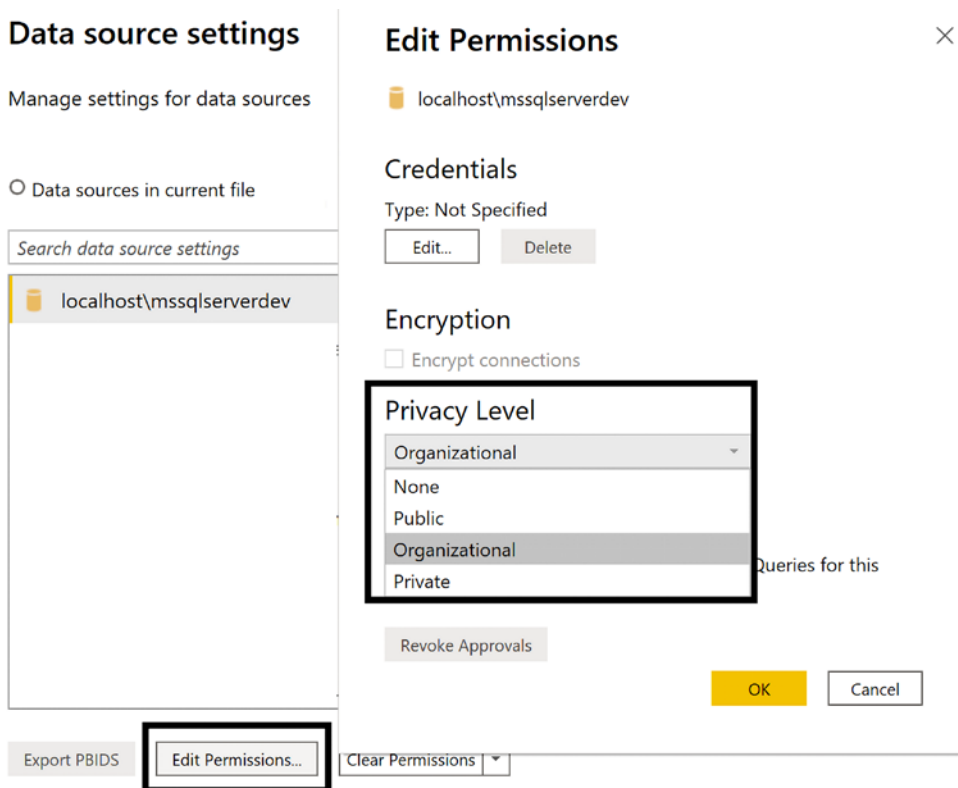 Data source settings
Manage settings for data sources
Data sources in current file
Search data source settings
localhost\mssqlserverdev
Export PBIDS
Edit Permissions...
Clear Permissions
Edit Permissions
localhost\mssqlserverdev
Credentials
Type: Not Specified
Edit...
Delete
Encryption
Encrypt connections
Privacy Level
Organizational
None
Public
Organizational
Private
Queries for this
Revoke Approvals
OK
Cancel